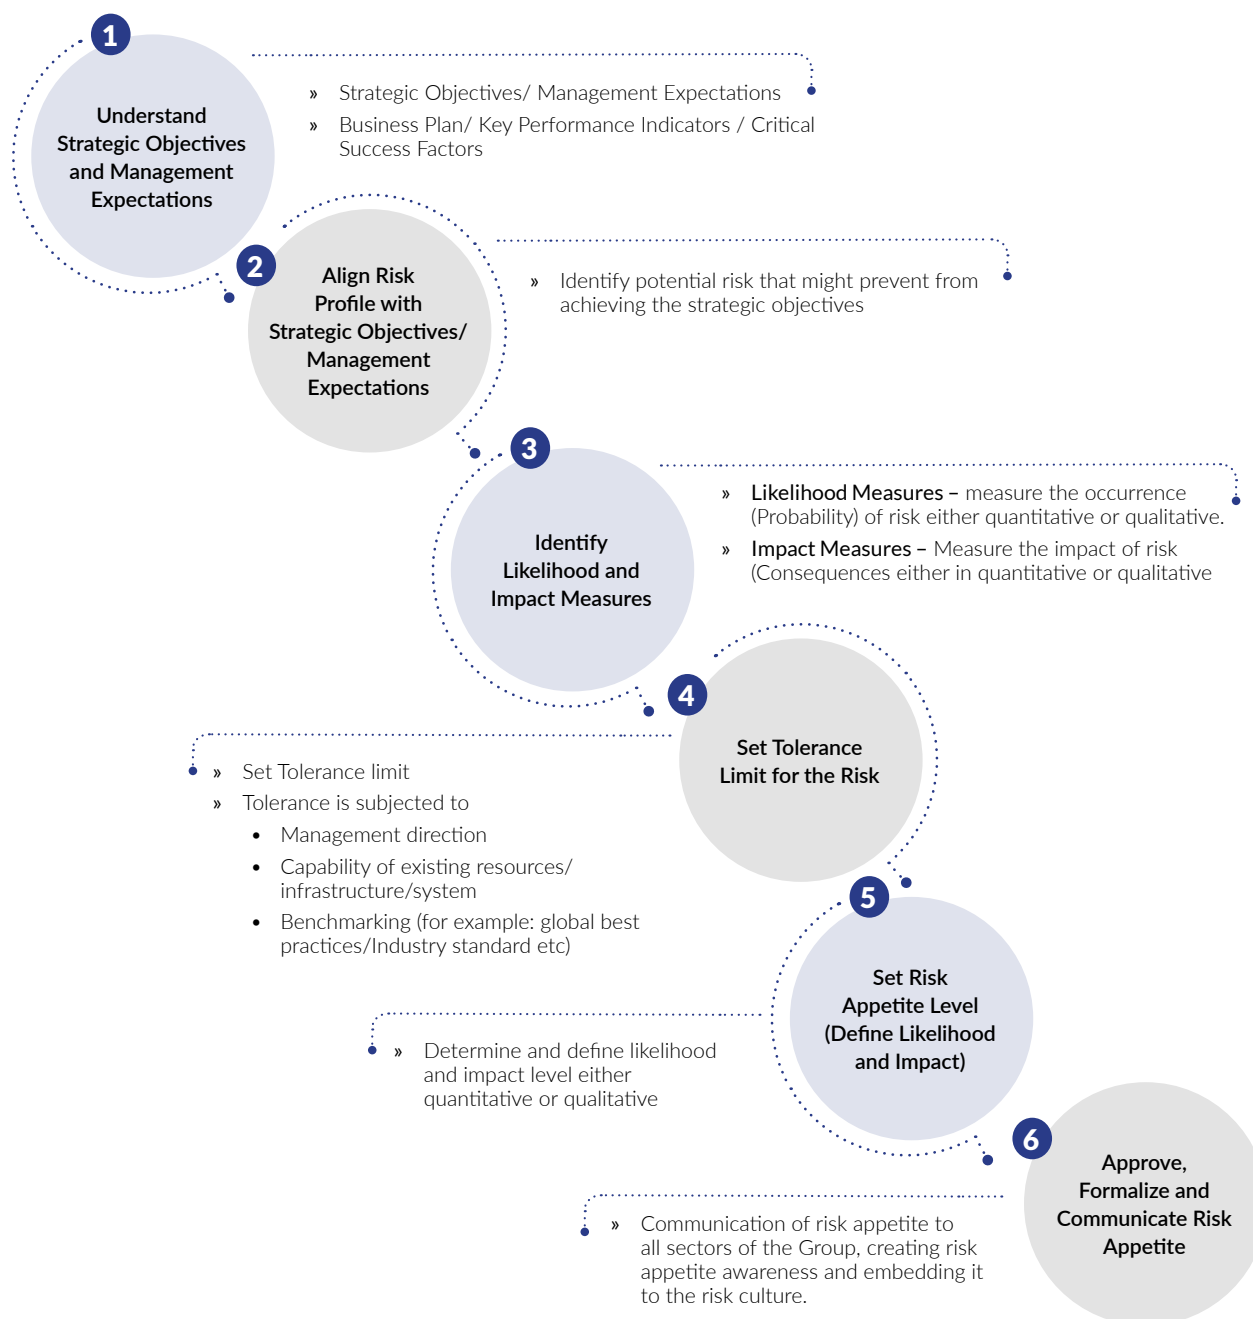 1
Understand
Strategic Objectives
and Management
Expectations
» Strategic Objectives/ Management Expectations
» Business Plan/ Key Performance Indicators / Critical
Success Factors
2
Align Risk
Profile with
Strategic Objectives/
Management
Expectations
» Identify potential risk that might prevent from
achieving the strategic objectives
3
Identify
Likelihood and
Impact Measures
» Likelihood Measures – measure the occurrence
(Probability) of risk either quantitative or qualitative.
» Impact Measures – Measure the impact of risk
(Consequences either in quantitative or qualitative
4
Set Tolerance
Limit for the Risk
» Set Tolerance limit
» Tolerance is subjected to
• Management direction
• Capability of existing resources/
infrastructure/system
• Benchmarking (for example: global best
practices/Industry standard etc)
5
Set Risk
Appetite Level
(Define Likelihood
and Impact)
» Determine and define likelihood
and impact level either
quantitative or qualitative
6
Approve,
Formalize and
Communicate Risk
Appetite
» Communication of risk appetite to
all sectors of the Group, creating risk
appetite awareness and embedding it
to the risk culture.